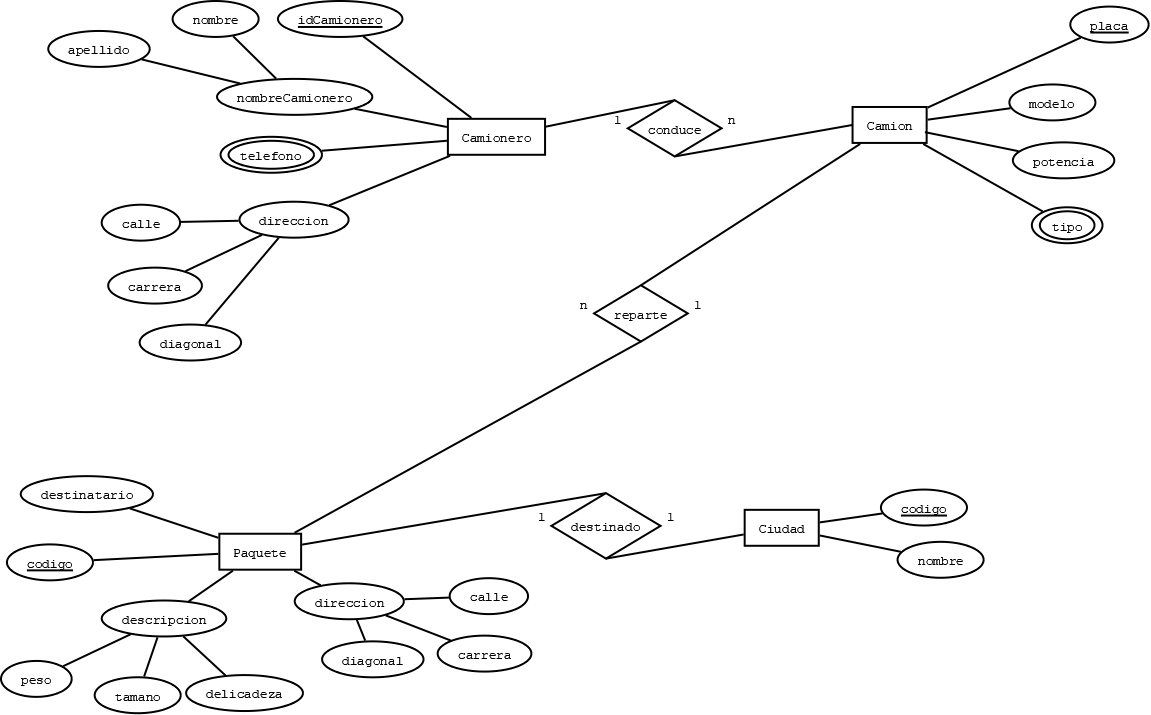 nombre
idCamionero
placa
apellido
nombreCamionero
modelo
1
n
conduce
Camion
Camionero
telefono
potencia
calle
direccion
tipo
carrera
n
1
reparte
diagonal
destinatario
codigo
1
1
destinado
Ciudad
Paquete
codigo
nombre
calle
direccion
descripcion
carrera
diagonal
peso
tamano
delicadeza